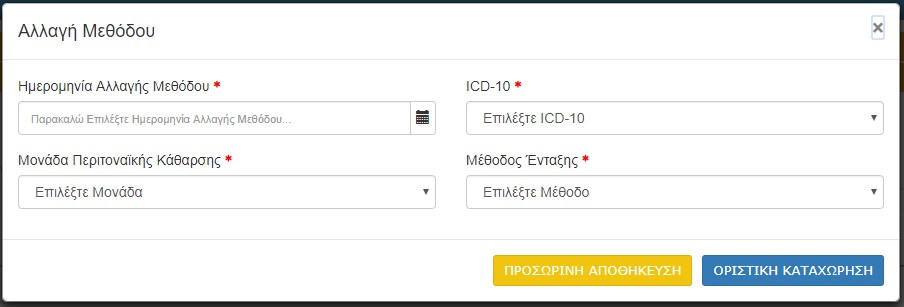 Αλλαγή Μεθόδου ×
Ημερομηνία Αλλαγής Μεθόδου * ICD-10 *
Παρακαλώ Επιλέξτε Ημερομηνία Αλλαγής Μεθόδου... Επιλέξτε ICD-10
Μονάδα Περιτοναϊκής Κάθαρσης * Μέθοδος Ένταξης *
Επιλέξτε Μονάδα Επιλέξτε Μέθοδο
ΠΡΟΣΩΡΙΝΗ ΑΠΟΘΗΚΕΥΣΗ ΟΡΙΣΤΙΚΗ ΚΑΤΑΧΩΡΗΣΗ